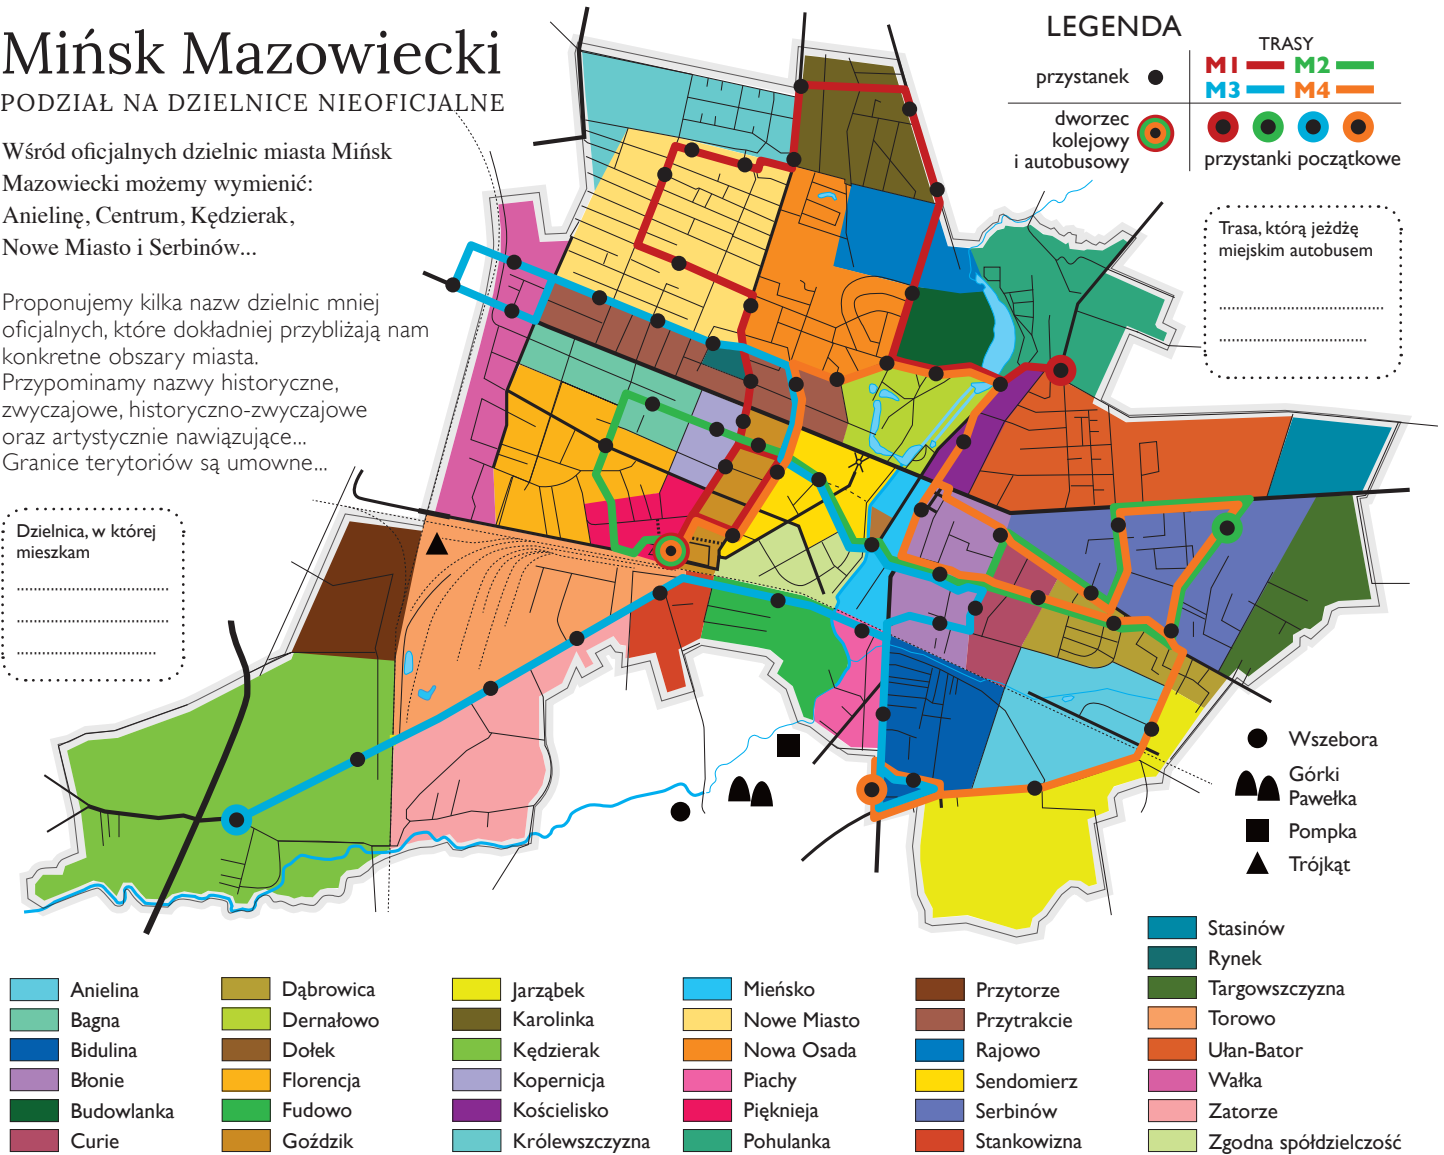 Mińsk Mazowiecki
PODZIAŁ NA DZIELNICE NIEOFICJALNE
Wśród oficjalnych dzielnic miasta Mińsk
Mazowiecki możemy wymienić:
Anielinę, Centrum, Kędzierak,
Nowe Miasto i Serbinów...
Proponujemy kilka nazw dzielnic mniej
oficjalnych, które dokładniej przybliżają nam
konkretne obszary miasta.
Przypominamy nazwy historyczne,
zwyczajowe, historyczno-zwyczajowe
oraz artystycznie nawiązujące...
Granice terytoriów są umowne...
Dzielnica, w której
mieszkam
LEGENDA
przystanek
dworzec
kolejowy
i autobusowy
TRASY
M1 M2
M3 M4
przystanki początkowe
Trasa, którą jeżdżę
miejskim autobusem
Wszebora
Górki
Pawełka
Pompka
Trójkąt
Anielina
Bagna
Bidulina
Błonie
Budowlanka
Curie
Dąbrowica
Dernałowo
Dołek
Florencja
Fudowo
Goździk
Jarząbek
Karolinka
Kędzierak
Kopernicja
Kościelisko
Królewszczyzna
Mieńsko
Nowe Miasto
Nowa Osada
Piachy
Pięknieja
Pohulanka
Przytorze
Przytrakcie
Rajowo
Sendomierz
Serbinów
Stankowizna
Stasinów
Rynek
Targowszczyzna
Torowo
Ułan-Bator
Wałka
Zatorze
Zgodna spółdzielczość